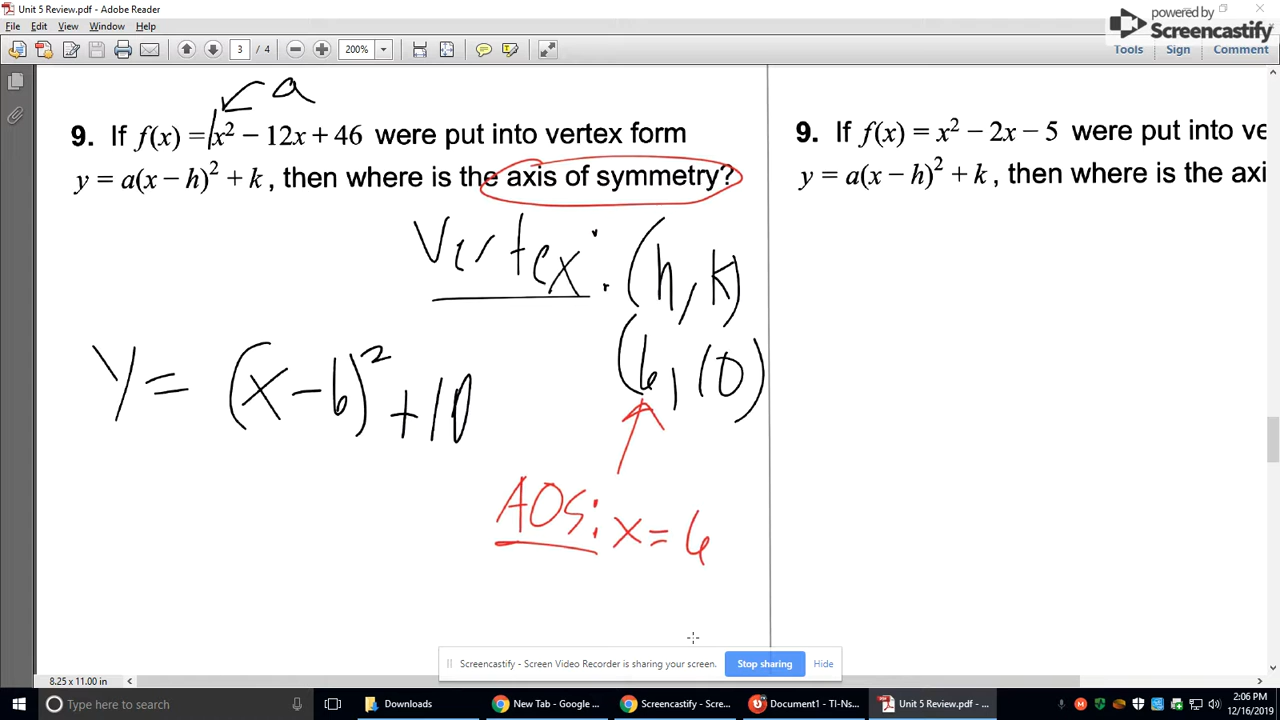 Unit 5 Review.pdf - Adobe Reader
File Edit View Window Help
powered by
Screencastify
3 / 4 200% Tools Sign Comment
a
9. If f(x) = 1x² − 12x + 46 were put into vertex form
y = a(x − h)² + k, then where is the axis of symmetry?
Vertex: (h, k)
(6, 10)
y = (x − 6)² + 10
AOS: x = 6
9. If f(x) = x² − 2x − 5 were put into ve
y = a(x − h)² + k, then where is the axi
Screencastify - Screen Video Recorder is sharing your screen. Stop sharing Hide
8.25 x 11.00 in
Type here to search
Downloads
New Tab - Google ...
Screencastify - Scre...
Document1 - TI-Ns...
Unit 5 Review.pdf - ...
2:06 PM
12/16/2019